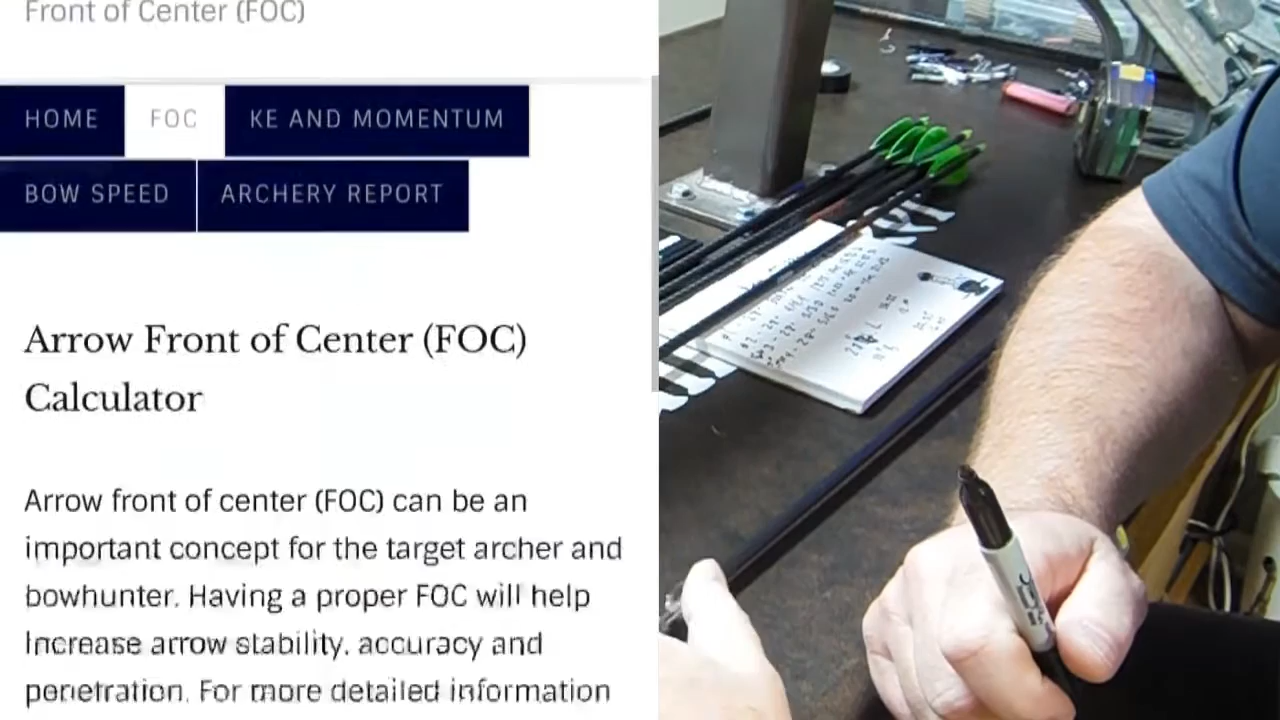 Front of Center (FOC)
HOME
FOC
KE AND MOMENTUM
BOW SPEED
ARCHERY REPORT
Arrow Front of Center (FOC)
Calculator
Arrow front of center (FOC) can be an
important concept for the target archer and
bowhunter. Having a proper FOC will help
increase arrow stability, accuracy and
penetration. For more detailed information